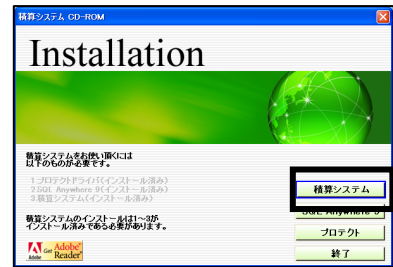 積算システム CD-ROM
Installation
積算システムをお使い頂くには
以下のものが必要です。
1.プロテクトドライバ(インストール済み)
2.SQL Anywhere 9(インストール済み)
3.積算システム(インストール済み)
積算システムのインストールは1~3が
インストール済みである必要があります。
積算システム
SQL Anywhere 9
プロテクト
終了
Adobe
Get Adobe
Reader